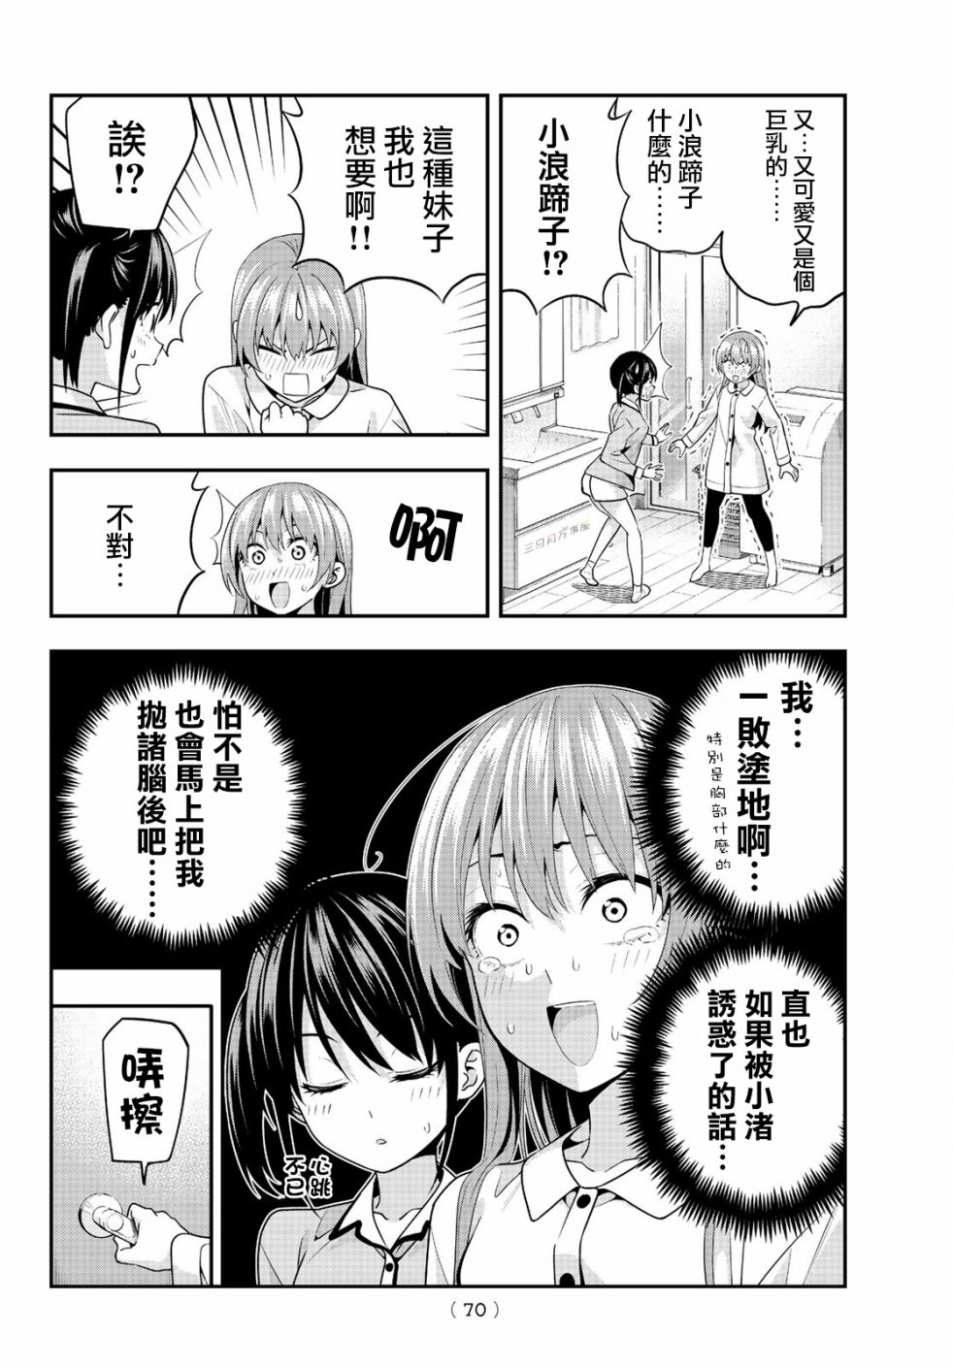 又…又可愛又是個
巨乳的……
小浪蹄子
什麼的……
小浪蹄子!?
這種妹子
我也
想要啊!!
誒!?
不對…
我…
一敗塗地啊…
特別是胸部什麼的
直也
如果被小渚
誘惑了的話…
怕不是
也會馬上把我
拋諸腦後吧……
心跳
不已
哢
擦
（70）